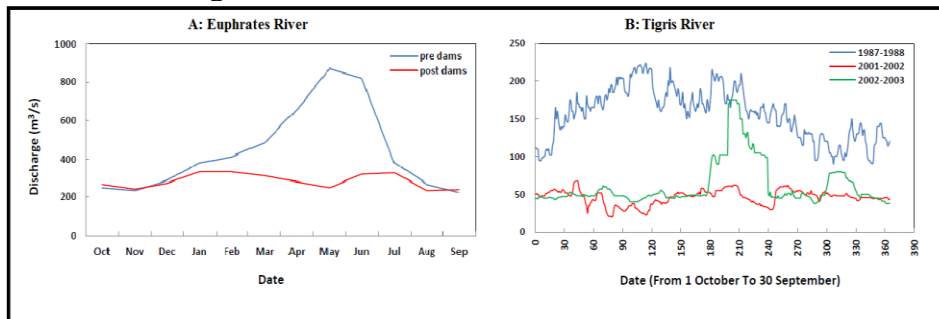 A: Euphrates River
B: Tigris River
1000
800
600
400
200
0
Discharge (m³/s)
pre dams
post dams
Oct Nov Dec Jan Feb Mar Apr May Jun Jul Aug Sep
Date
250
200
150
100
50
0
1987-1988
2001-2002
2002-2003
0 30 60 90 120 150 180 210 240 270 300 330 360 390
Date (From 1 October To 30 September)